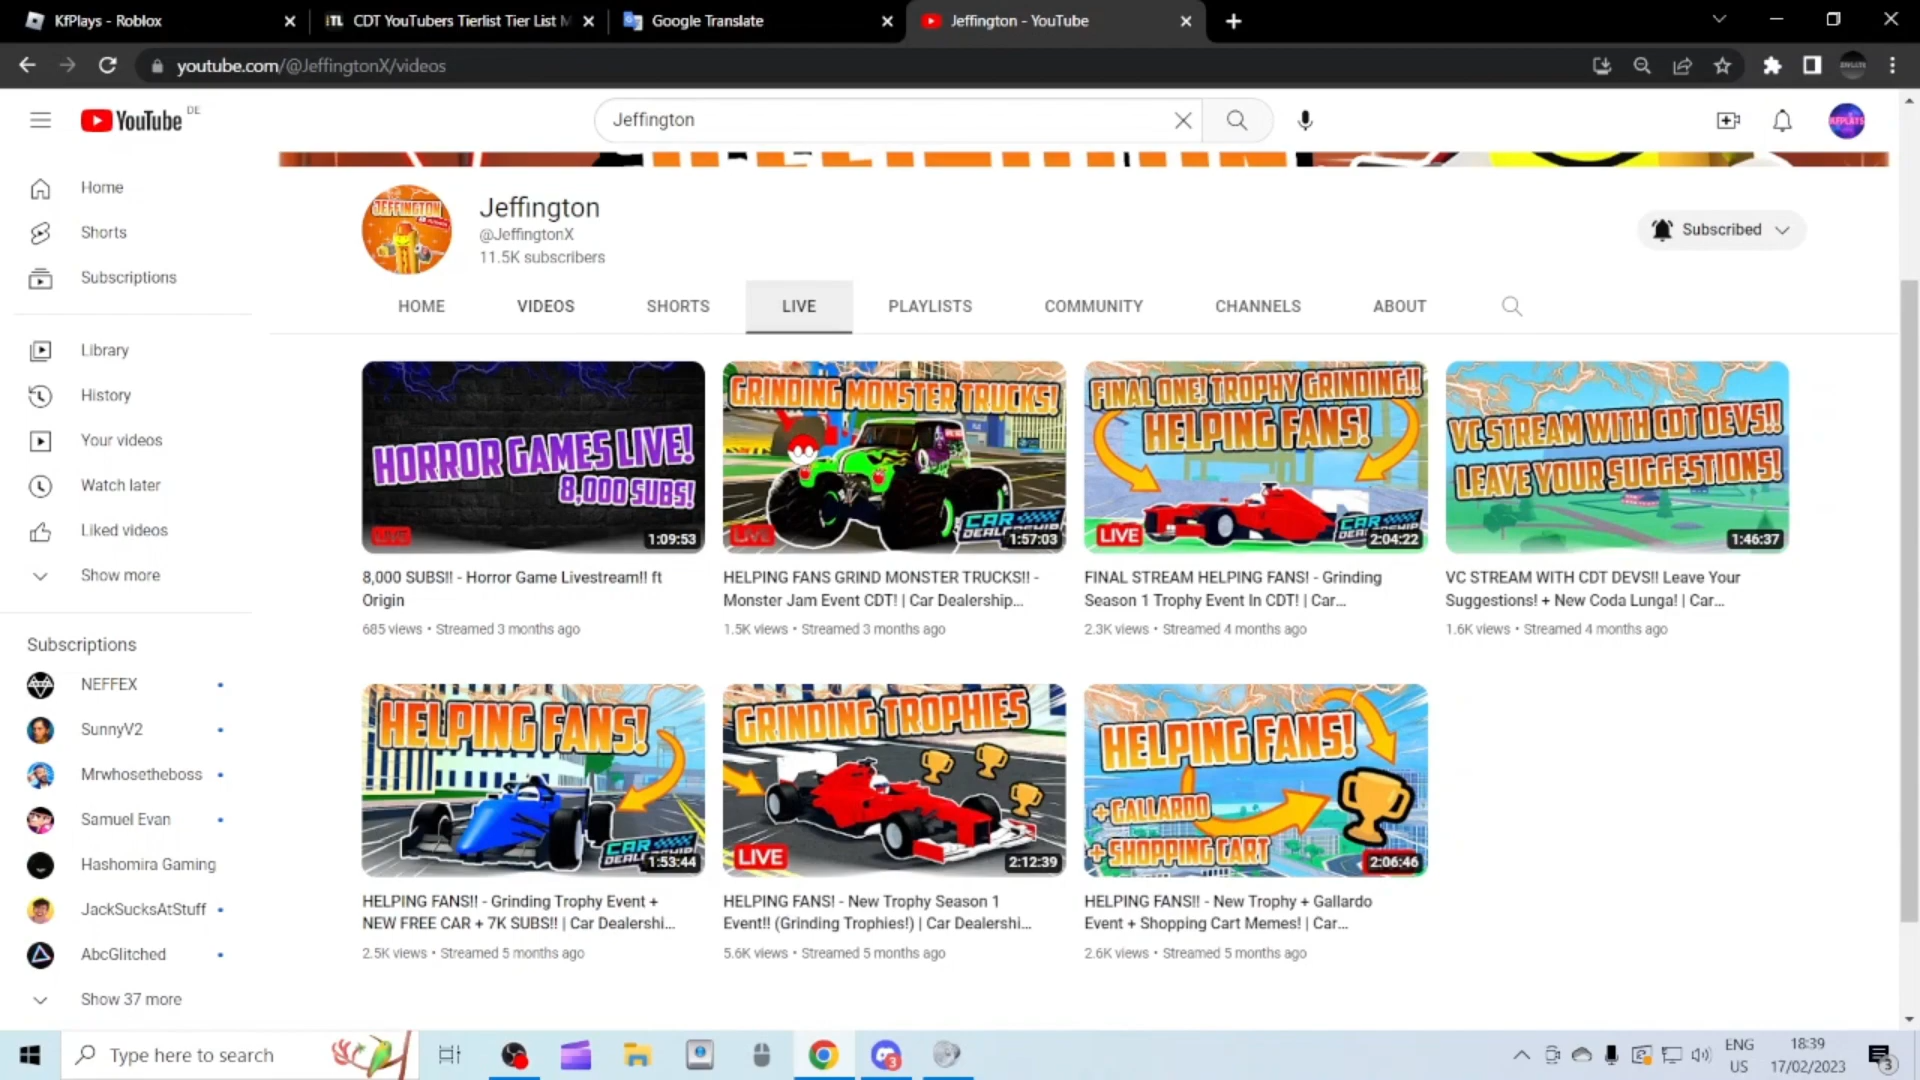 KfPlays - Roblox
CDT YouTubers Tierlist Tier List M
Google Translate
Jeffington - YouTube
youtube.com/@JeffingtonX/videos
YouTube DE
Jeffington
KFPLAYS
Home
Shorts
Subscriptions
Library
History
Your videos
Watch later
Liked videos
Show more
Subscriptions
NEFFEX
SunnyV2
Mrwhosetheboss
Samuel Evan
Hashomira Gaming
JackSucksAtStuff
AbcGlitched
Show 37 more
JEFFINGTON
Jeffington
@JeffingtonX
11.5K subscribers
Subscribed
HOME VIDEOS SHORTS LIVE PLAYLISTS COMMUNITY CHANNELS ABOUT
HORROR GAMES LIVE!
8,000 SUBS!
LIVE
1:09:53
8,000 SUBS!! - Horror Game Livestream!! ft
Origin
685 views • Streamed 3 months ago
GRINDING MONSTER TRUCKS!
LIVE
CAR
1:57:03
HELPING FANS GRIND MONSTER TRUCKS!! -
Monster Jam Event CDT! | Car Dealership...
1.5K views • Streamed 3 months ago
FINAL ONE! TROPHY GRINDING!!
HELPING FANS!
LIVE
CAR
2:04:22
FINAL STREAM HELPING FANS! - Grinding
Season 1 Trophy Event In CDT! | Car...
2.3K views • Streamed 4 months ago
VC STREAM WITH CDT DEVS!!
LEAVE YOUR SUGGESTIONS!
1:46:37
VC STREAM WITH CDT DEVS!! Leave Your
Suggestions! + New Coda Lunga! | Car...
1.6K views • Streamed 4 months ago
HELPING FANS!
CAR
1:53:44
HELPING FANS!! - Grinding Trophy Event +
NEW FREE CAR + 7K SUBS!! | Car Dealershi...
2.5K views • Streamed 5 months ago
GRINDING TROPHIES
LIVE
2:12:39
HELPING FANS! - New Trophy Season 1
Event!! (Grinding Trophies!) | Car Dealershi...
5.6K views • Streamed 5 months ago
HELPING FANS!
+ GALLARDO
+ SHOPPING CART
2:06:46
HELPING FANS!! - New Trophy + Gallardo
Event + Shopping Cart Memes! | Car...
2.6K views • Streamed 5 months ago
Type here to search
3
ENG
US
18:39
17/02/2023
3